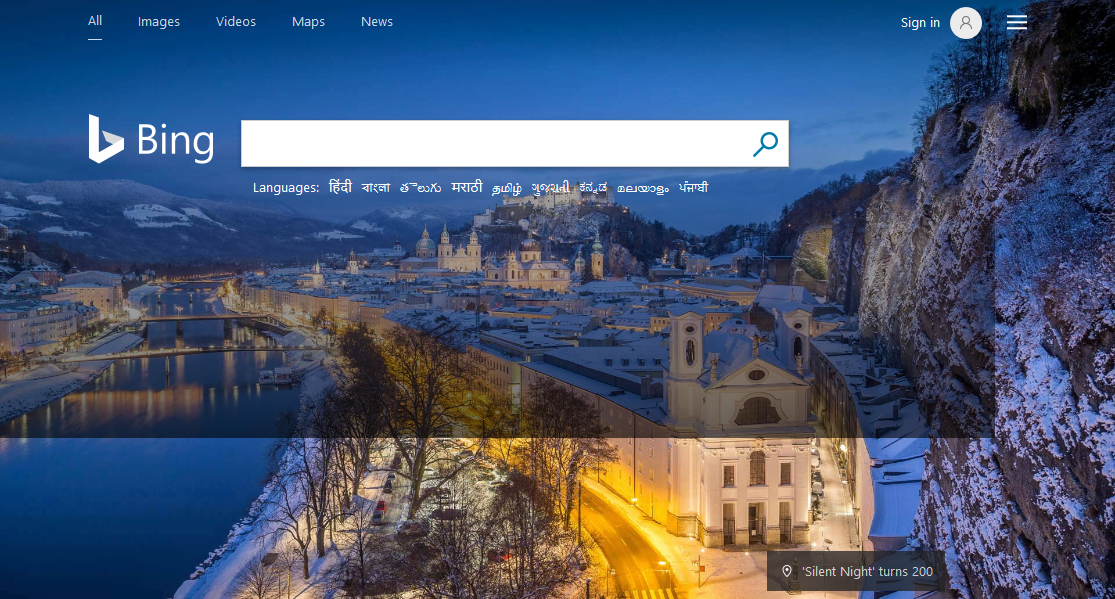 All Images Videos Maps News Sign in
Bing
Languages: हिंदी বাংলা తెలుగు मराठी தமிழ் ગુજરાતી ಕನ್ನಡ മലയാളം ਪੰਜਾਬੀ
'Silent Night' turns 200